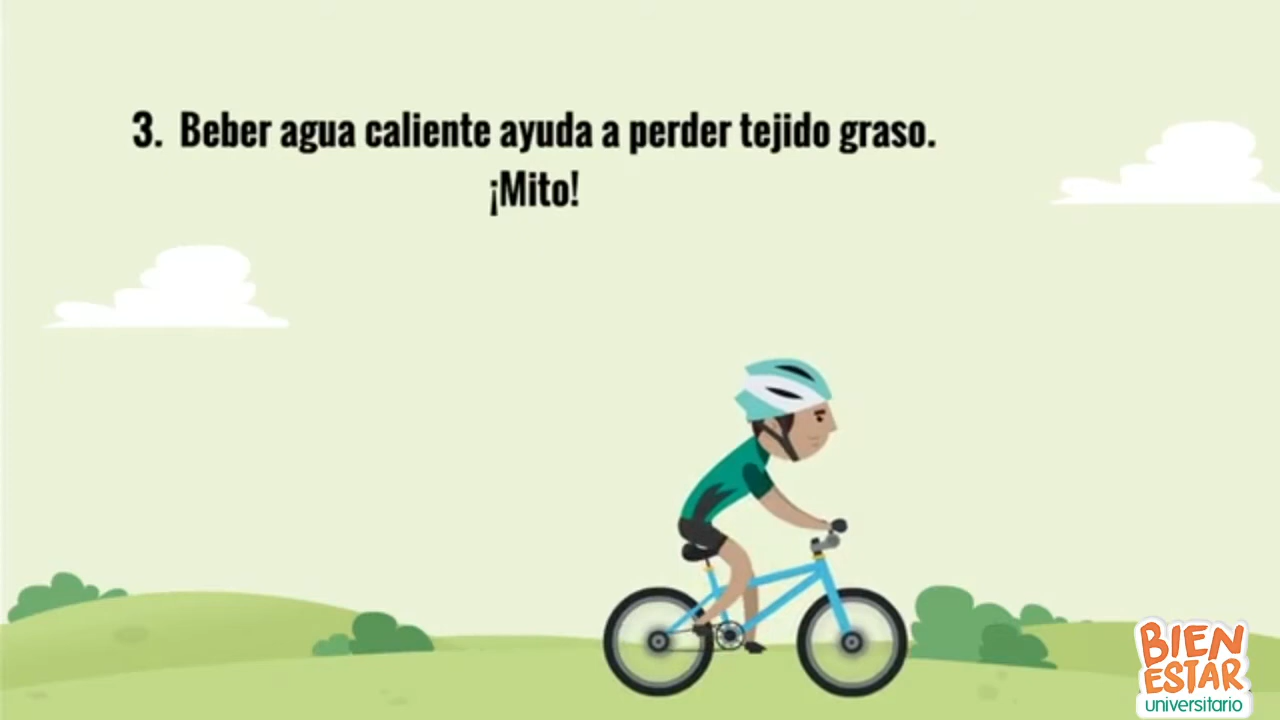 3. Beber agua caliente ayuda a perder tejido graso.
¡Mito!
BIEN
ESTAR
universitario